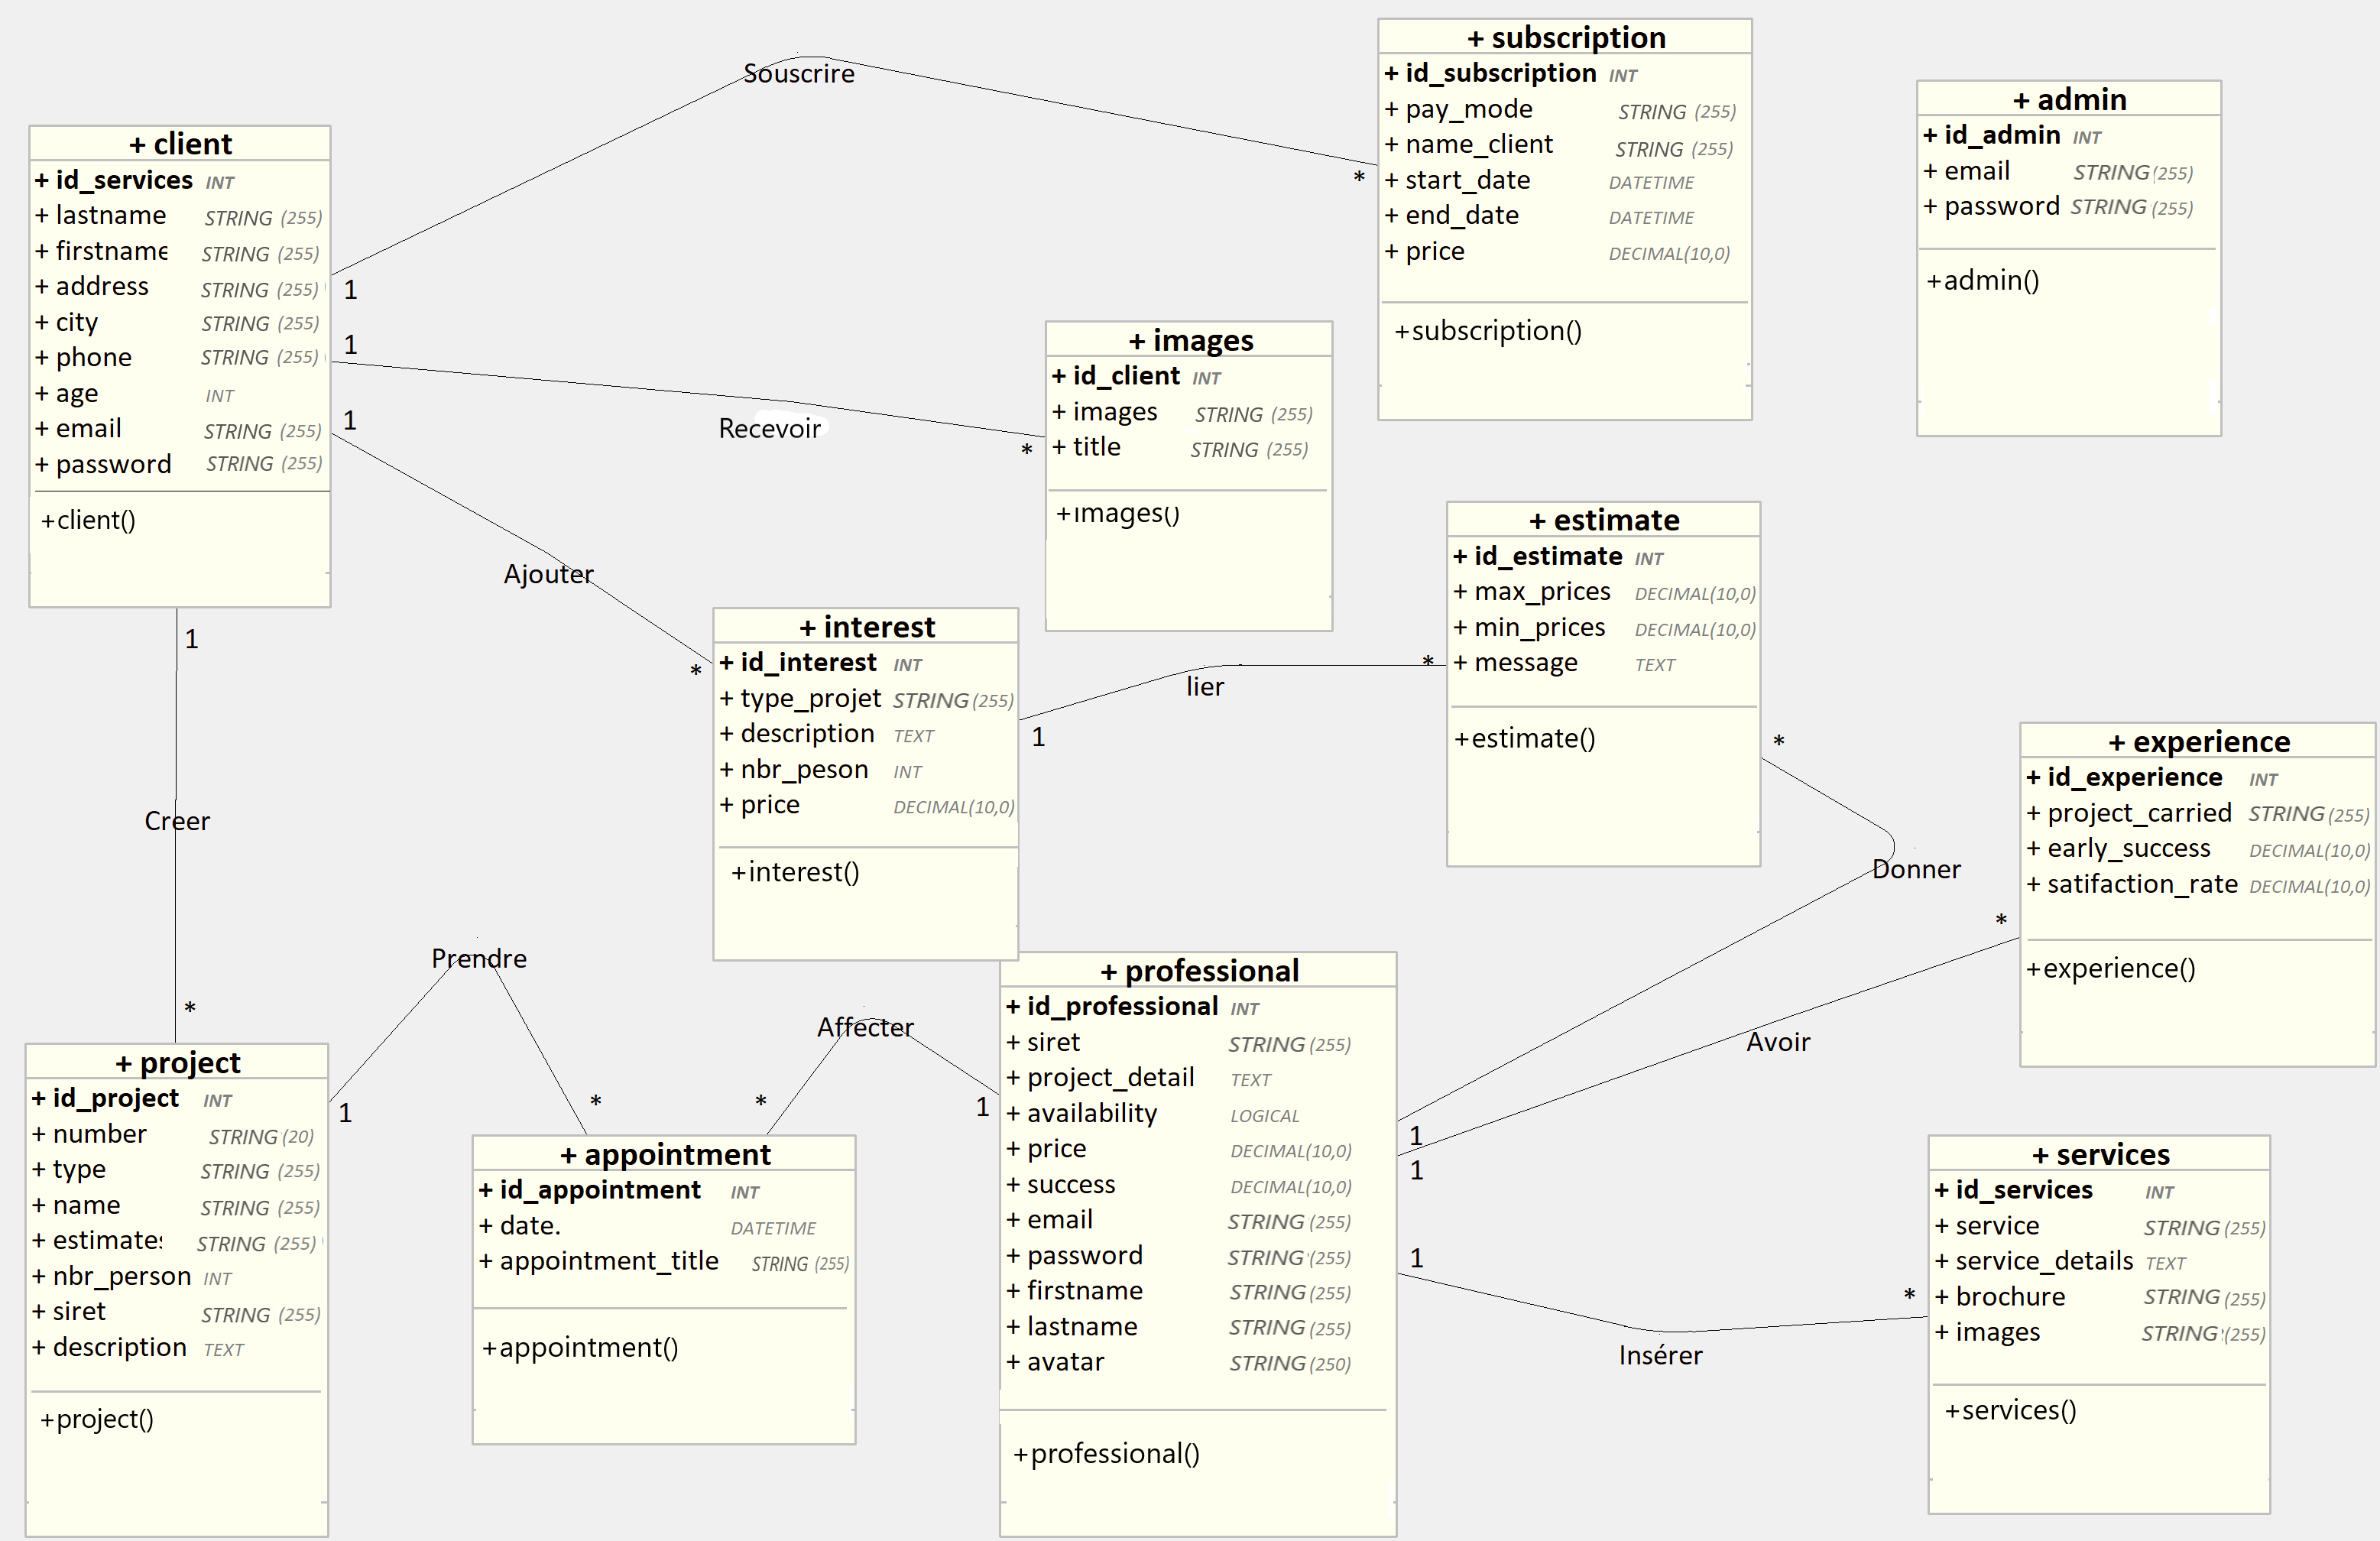 + client
+ id_services INT
+ lastname STRING (255)
+ firstname STRING (255)
+ address STRING (255)
+ city STRING (255)
+ phone STRING (255)
+ age INT
+ email STRING (255)
+ password STRING (255)
+client()
Souscrire
1
*
1
Recevoir
*
1
Ajouter
*
1
Creer
*
+ subscription
+ id_subscription INT
+ pay_mode STRING (255)
+ name_client STRING (255)
+ start_date DATETIME
+ end_date DATETIME
+ price DECIMAL(10,0)
+subscription()
+ admin
+ id_admin INT
+ email STRING(255)
+ password STRING(255)
+admin()
+ images
+ id_client INT
+ images STRING (255)
+ title STRING (255)
+images()
+ interest
+ id_interest INT
+ type_projet STRING(255)
+ description TEXT
+ nbr_peson INT
+ price DECIMAL(10,0)
+interest()
1
lier
*
+ estimate
+ id_estimate INT
+ max_prices DECIMAL(10,0)
+ min_prices DECIMAL(10,0)
+ message TEXT
+estimate()
*
Donner
1
+ experience
+ id_experience INT
+ project_carried STRING(255)
+ early_success DECIMAL(10,0)
+ satifaction_rate DECIMAL(10,0)
+experience()
*
Avoir
1
+ project
+ id_project INT
+ number STRING(20)
+ type STRING (255)
+ name STRING (255)
+ estimates STRING (255)
+ nbr_person INT
+ siret STRING (255)
+ description TEXT
+project()
1
Prendre
*
+ appointment
+ id_appointment INT
+ date. DATETIME
+ appointment_title STRING (255)
+appointment()
*
Affecter
1
+ professional
+ id_professional INT
+ siret STRING(255)
+ project_detail TEXT
+ availability LOGICAL
+ price DECIMAL(10,0)
+ success DECIMAL(10,0)
+ email STRING(255)
+ password STRING(255)
+ firstname STRING(255)
+ lastname STRING(255)
+ avatar STRING(250)
+professional()
1
Insérer
*
+ services
+ id_services INT
+ service STRING(255)
+ service_details TEXT
+ brochure STRING(255)
+ images STRING(255)
+services()